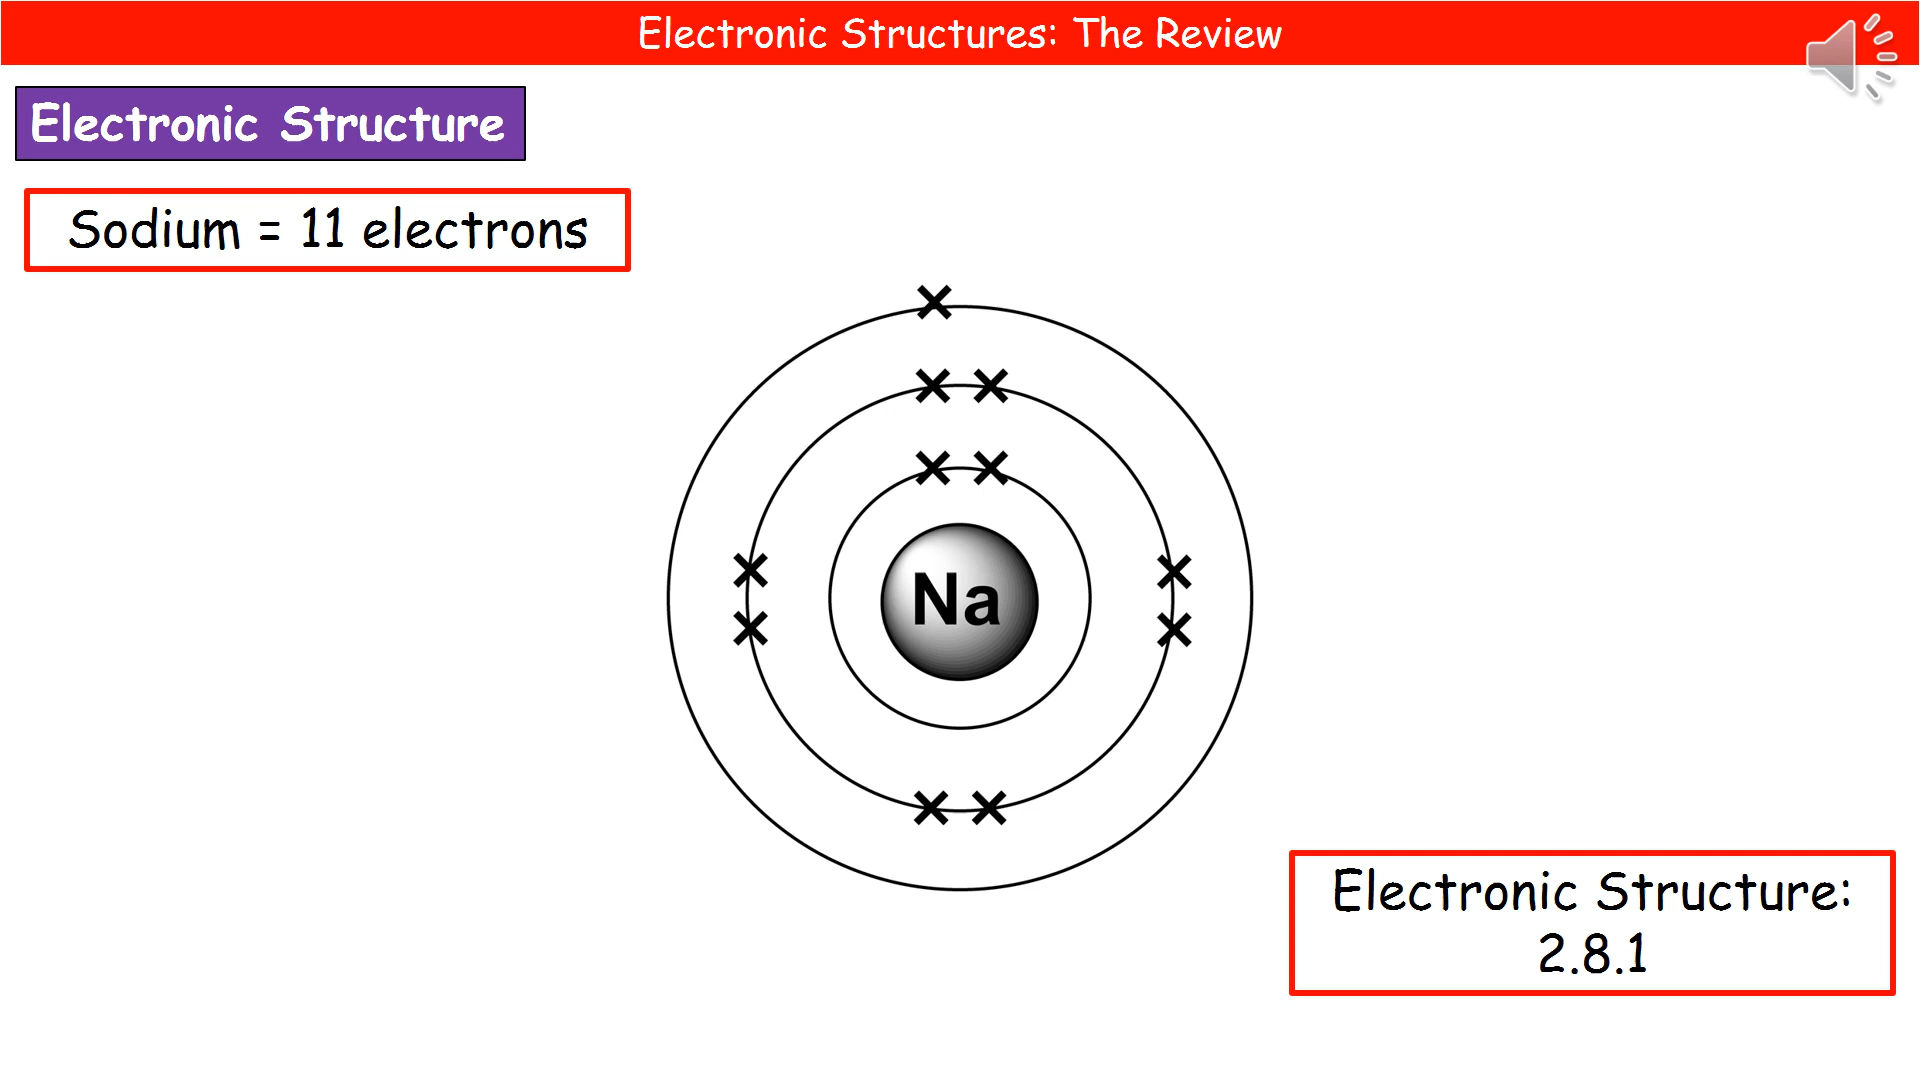 Electronic Structures: The Review
Electronic Structure
Sodium = 11 electrons
Na
Electronic Structure:
2.8.1